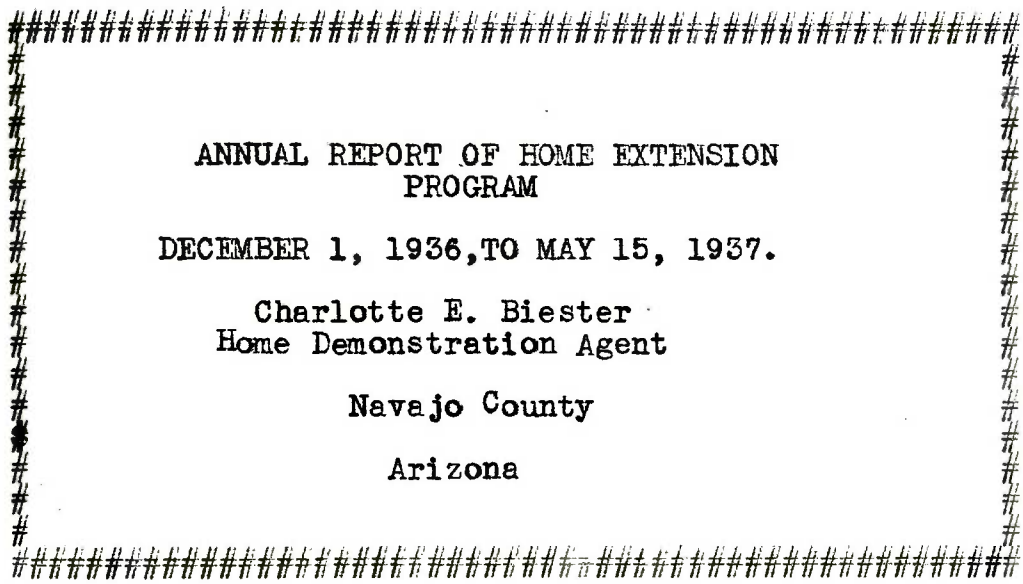 ANNUAL REPORT OF HOME EXTENSION
PROGRAM
DECEMBER 1, 1936,TO MAY 15, 1937.
Charlotte E. Biester
Home Demonstration Agent
Navajo County
Arizona